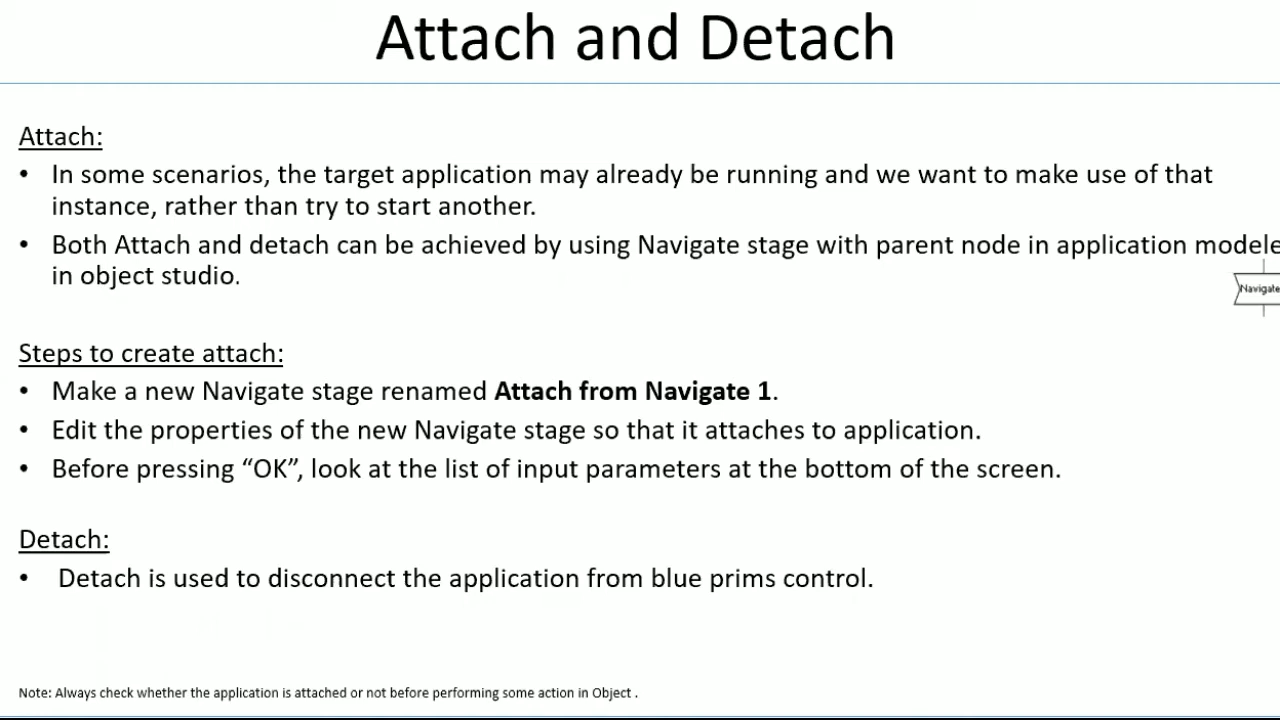 Attach and Detach
Attach:
• In some scenarios, the target application may already be running and we want to make use of that
instance, rather than try to start another.
• Both Attach and detach can be achieved by using Navigate stage with parent node in application modele
in object studio.
Navigate
Steps to create attach:
• Make a new Navigate stage renamed Attach from Navigate 1.
• Edit the properties of the new Navigate stage so that it attaches to application.
• Before pressing “OK”, look at the list of input parameters at the bottom of the screen.
Detach:
• Detach is used to disconnect the application from blue prims control.
Note: Always check whether the application is attached or not before performing some action in Object .